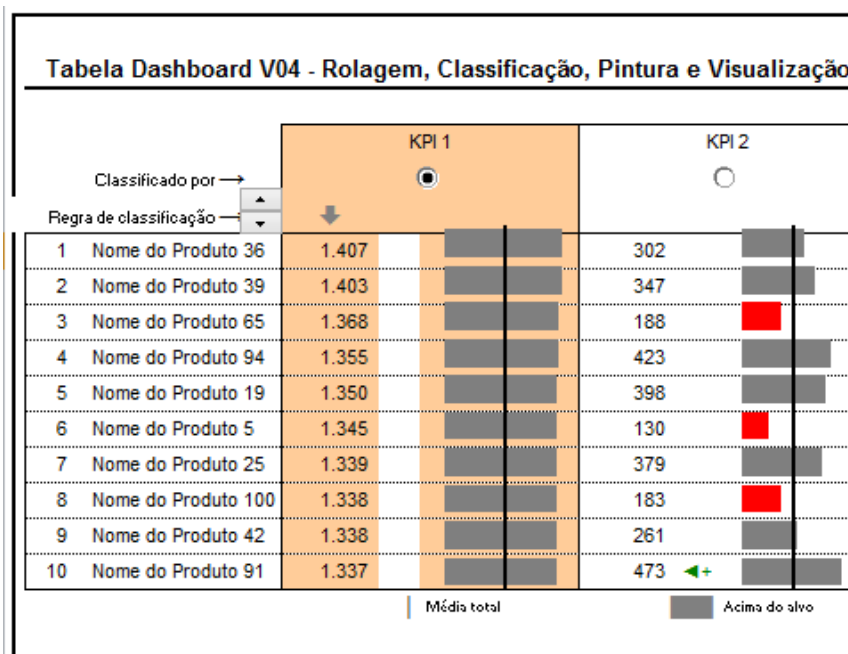 Tabela Dashboard V04 - Rolagem, Classificação, Pintura e Visualização
KPI 1 KPI 2
Classificado por →
Regra de classificação →
1 Nome do Produto 36 1.407 302
2 Nome do Produto 39 1.403 347
3 Nome do Produto 65 1.368 188
4 Nome do Produto 94 1.355 423
5 Nome do Produto 19 1.350 398
6 Nome do Produto 5 1.345 130
7 Nome do Produto 25 1.339 379
8 Nome do Produto 100 1.338 183
9 Nome do Produto 42 1.338 261
10 Nome do Produto 91 1.337 473 ◄+
Média total Acima do alvo